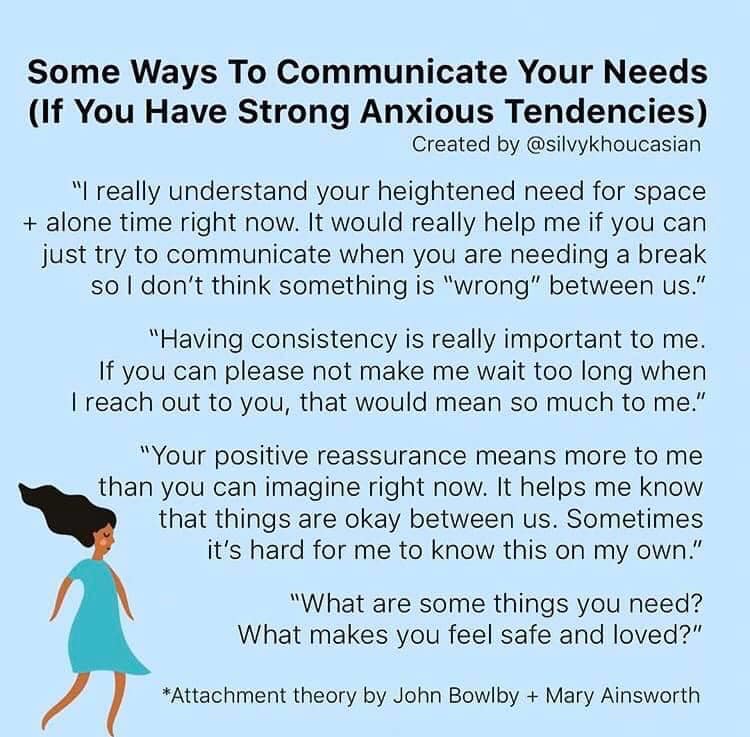 Some Ways To Communicate Your Needs
(If You Have Strong Anxious Tendencies)
Created by @silvykhoucasian
"I really understand your heightened need for space
+ alone time right now. It would really help me if you can
just try to communicate when you are needing a break
so I don't think something is "wrong" between us."
"Having consistency is really important to me.
If you can please not make me wait too long when
I reach out to you, that would mean so much to me."
"Your positive reassurance means more to me
than you can imagine right now. It helps me know
that things are okay between us. Sometimes
it's hard for me to know this on my own."
"What are some things you need?
What makes you feel safe and loved?"
*Attachment theory by John Bowlby + Mary Ainsworth